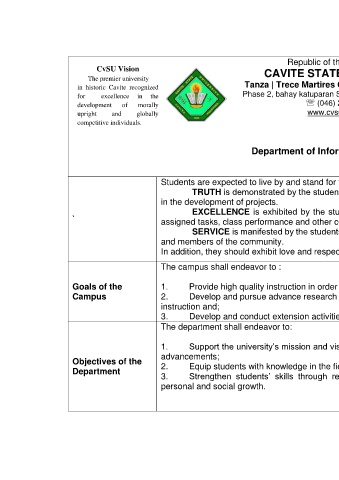 CvSU Vision
The premier university
in historic Cavite recognized
for excellence in the
development of morally
upright and globally
competitive individuals.
Republic of th
CAVITE STATE
Tanza | Trece Martires C
Phase 2, bahay katuparan S
☏ (046) 2
www.cvs
Department of Infor
`
Students are expected to live by and stand for
TRUTH is demonstrated by the studen
in the development of projects.
EXCELLENCE is exhibited by the stu
assigned tasks, class performance and other c
SERVICE is manifested by the students
and members of the community.
In addition, they should exhibit love and respec
Goals of the
Campus
The campus shall endeavor to :
1. Provide high quality instruction in order
2. Develop and pursue advance research
instruction and;
3. Develop and conduct extension activitie
Objectives of the
Department
The department shall endeavor to:
1. Support the university's mission and vis
advancements;
2. Equip students with knowledge in the fie
3. Strengthen students' skills through re
personal and social growth.